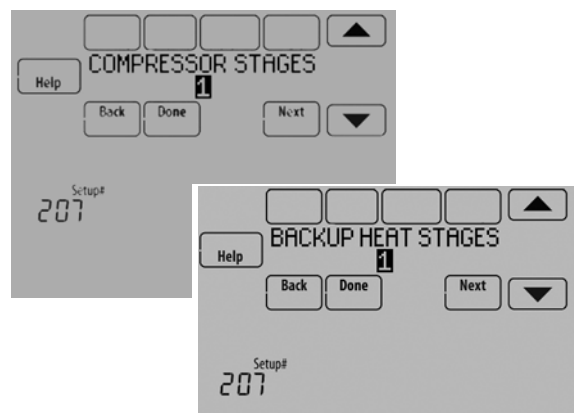 COMPRESSOR STAGES
Help
1
Back Done Next
Setup#
207
BACKUP HEAT STAGES
Help
1
Back Done Next
Setup#
207